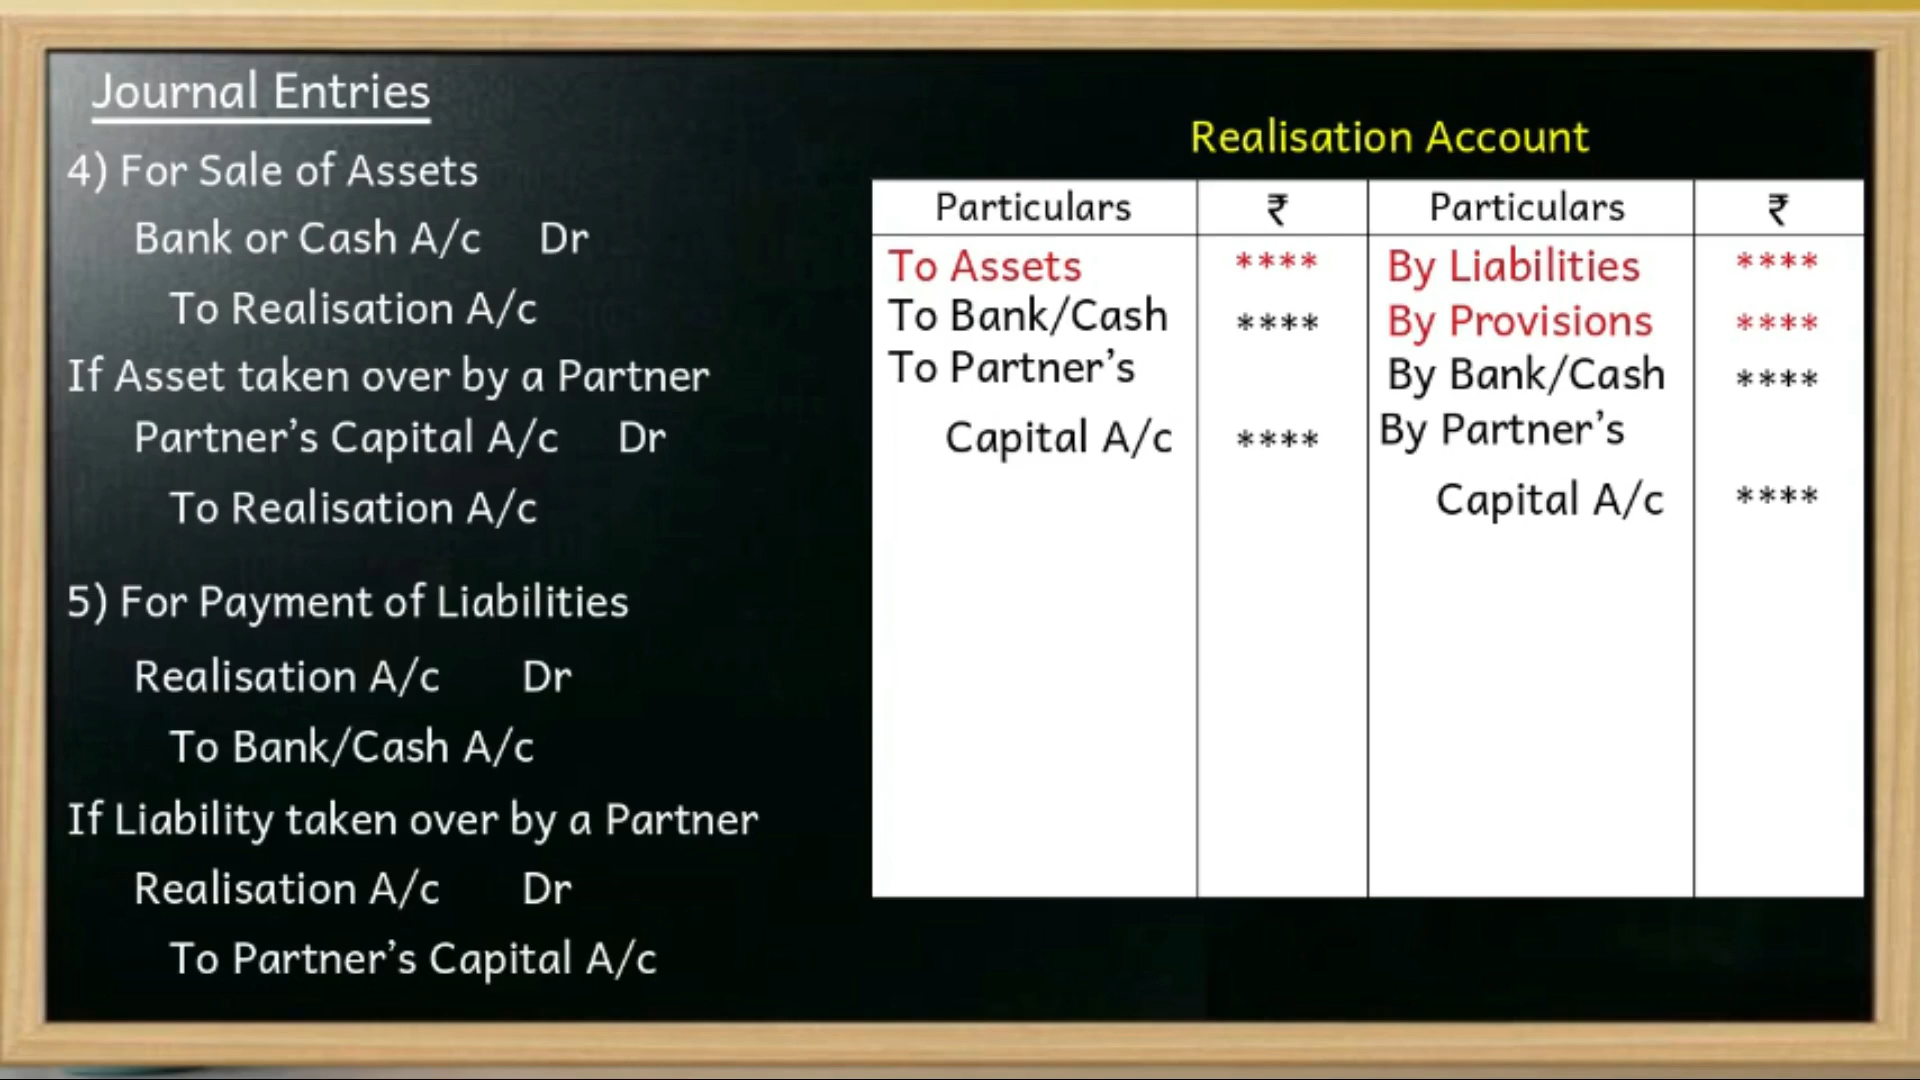 Journal Entries
4) For Sale of Assets
Bank or Cash A/c Dr
To Realisation A/c
If Asset taken over by a Partner
Partner’s Capital A/c Dr
To Realisation A/c
5) For Payment of Liabilities
Realisation A/c Dr
To Bank/Cash A/c
If Liability taken over by a Partner
Realisation A/c Dr
To Partner’s Capital A/c
Realisation Account
Particulars ₹ Particulars ₹
To Assets **** By Liabilities ****
To Bank/Cash **** By Provisions ****
To Partner’s By Bank/Cash ****
Capital A/c **** By Partner’s
Capital A/c ****